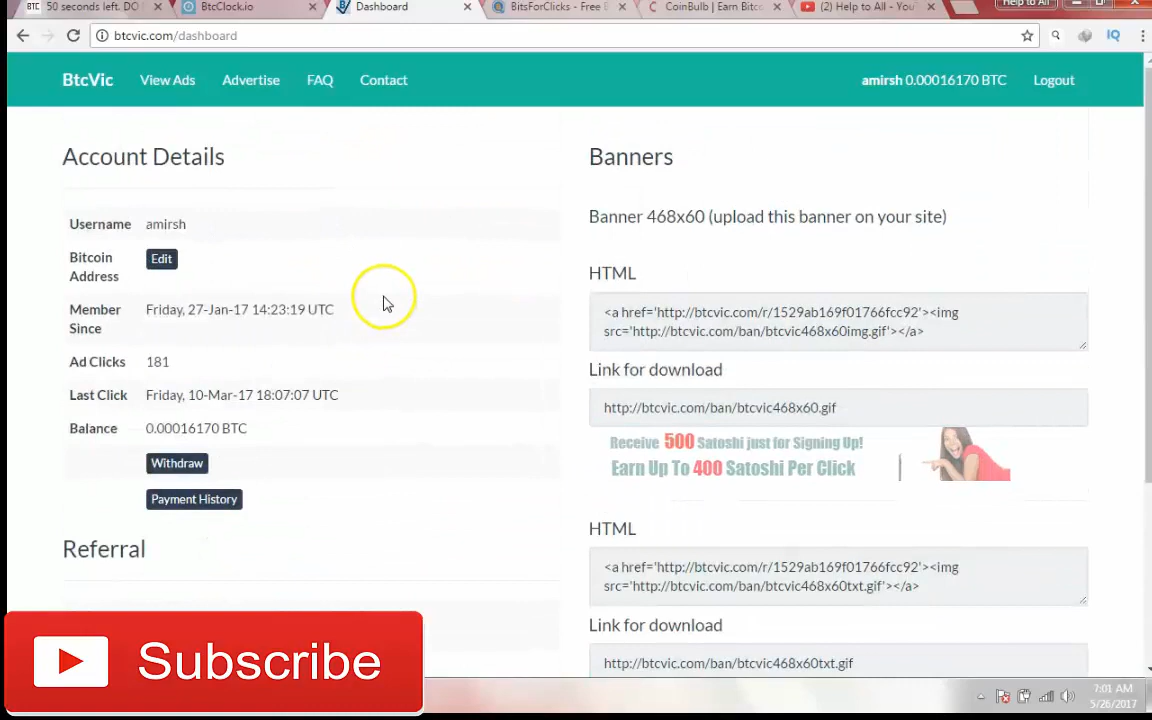 BTC 50 seconds left. DO
BtcClock.io
Dashboard
BitsForClicks - Free
CoinBulb | Earn Bitc
(2) Help to All - You
Help to All
btcvic.com/dashboard
IQ
BtcVic
View Ads
Advertise
FAQ
Contact
amirsh 0.00016170 BTC
Logout
Account Details
Username amirsh
Bitcoin
Address
Edit
Member
Since
Friday, 27-Jan-17 14:23:19 UTC
Ad Clicks 181
Last Click Friday, 10-Mar-17 18:07:07 UTC
Balance 0.00016170 BTC
Withdraw
Payment History
Referral
Banners
Banner 468x60 (upload this banner on your site)
HTML
<a href='http://btcvic.com/r/1529ab169f01766fcc92'><img
src='http://btcvic.com/ban/btcvic468x60img.gif'></a>
Link for download
http://btcvic.com/ban/btcvic468x60.gif
Receive 500 Satoshi just for Signing Up!
Earn Up To 400 Satoshi Per Click
HTML
<a href='http://btcvic.com/r/1529ab169f01766fcc92'><img
src='http://btcvic.com/ban/btcvic468x60txt.gif'></a>
Link for download
http://btcvic.com/ban/btcvic468x60txt.gif
Subscribe
7:01 AM
5/26/2017